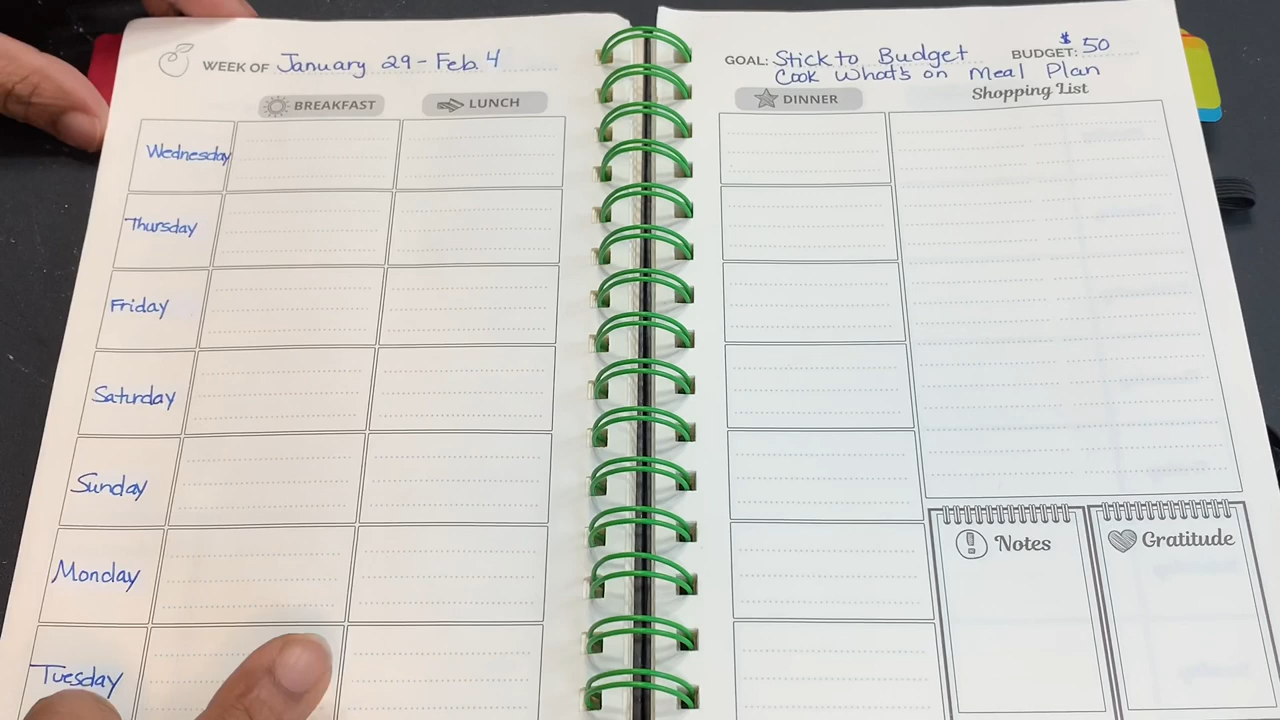 WEEK OF January 29 - Feb. 4
BREAKFAST LUNCH
Wednesday
Thursday
Friday
Saturday
Sunday
Monday
Tuesday
GOAL: Stick to Budget BUDGET: $50
Cook What's on Meal Plan
DINNER Shopping List
Notes Gratitude